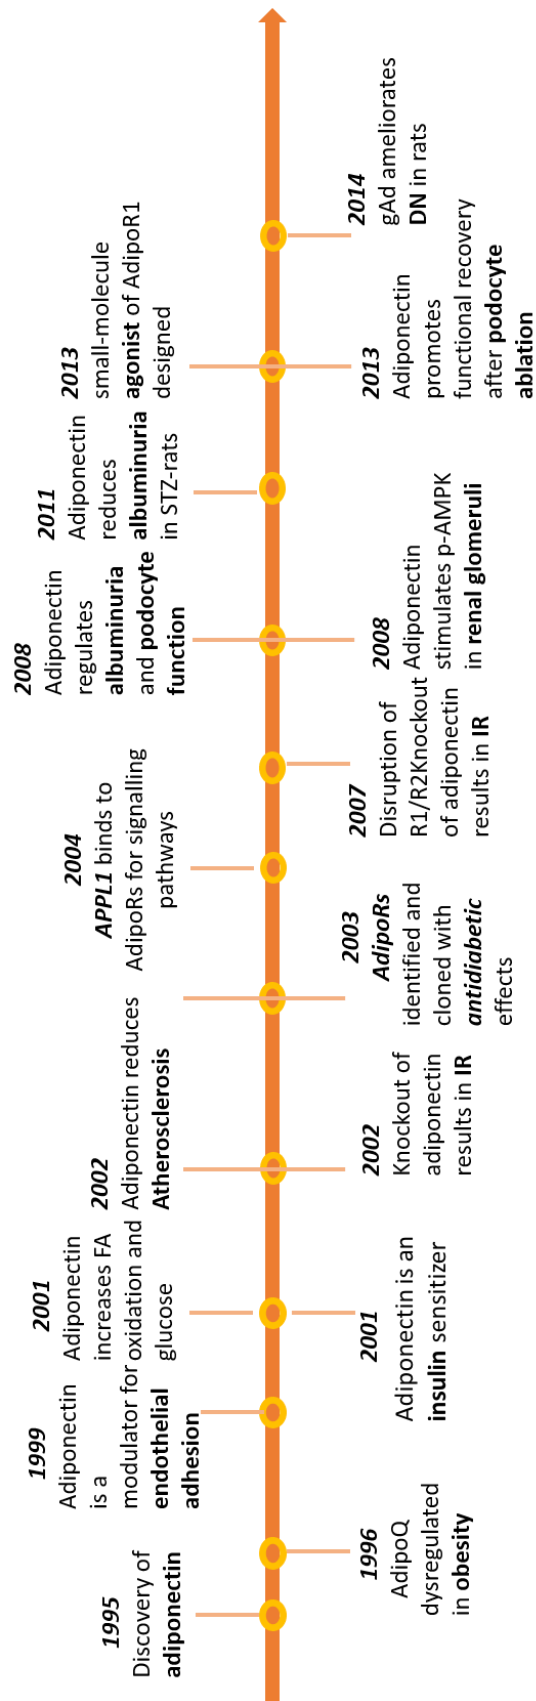 1995
Discovery of
adiponectin
1996
AdipoQ
dysregulated
in obesity
1999
Adiponectin
is a
modulator for
endothelial
adhesion
2001
Adiponectin
increases FA
oxidation and
glucose
2001
Adiponectin is an
insulin sensitizer
2002
Adiponectin reduces
Atherosclerosis
2002
Knockout of
adiponectin
results in IR
2003
AdipoRs
identified and
cloned with
antidiabetic
effects
2004
APPL1 binds to
AdipoRs for signalling
pathways
2007
Disruption of
R1/R2Knockout
of adiponectin
results in IR
2008
Adiponectin
regulates
albuminuria
and podocyte
function
2008
Adiponectin
stimulates p-AMPK
in renal glomeruli
2011
Adiponectin
reduces
albuminuria
in STZ-rats
2013
small-molecule
agonist of AdipoR1
designed
2013
Adiponectin
promotes
functional recovery
after podocyte
ablation
2014
gAd ameliorates
DN in rats